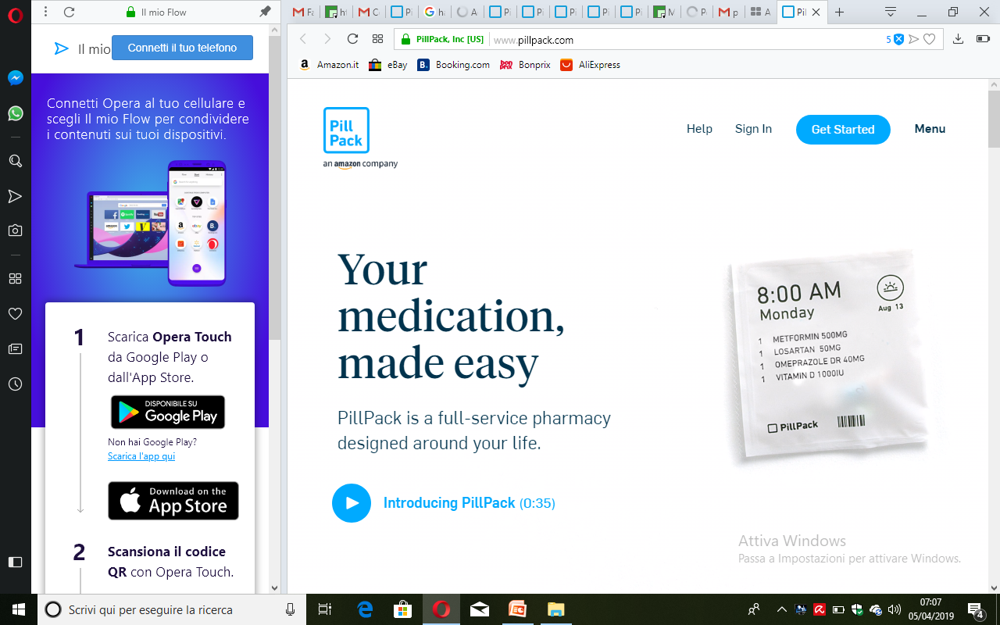 Il mio Flow
Il mio
Connetti il tuo telefono
Connetti Opera al tuo cellulare e
scegli Il mio Flow per condividere
i contenuti sui tuoi dispositivi.
1
Scarica Opera Touch
da Google Play o
dall'App Store.
DISPONIBILE SU
Google Play
Non hai Google Play?
Scarica l'app qui
Download on the
App Store
2
Scansiona il codice
QR con Opera Touch.
PillPack, Inc [US]
www.pillpack.com
5
Amazon.it
eBay
Booking.com
Bonprix
AliExpress
Pill
Pack
an amazon company
Help
Sign In
Get Started
Menu
Your
medication,
made easy
PillPack is a full-service pharmacy
designed around your life.
Introducing PillPack (0:35)
8:00 AM
Monday
Aug 13
1 METFORMIN 500MG
1 LOSARTAN 50MG
1 OMEPRAZOLE DR 40MG
1 VITAMIN D 1000IU
PillPack
Attiva Windows
Passa a Impostazioni per attivare Windows.
Scrivi qui per eseguire la ricerca
07:07
05/04/2019
4